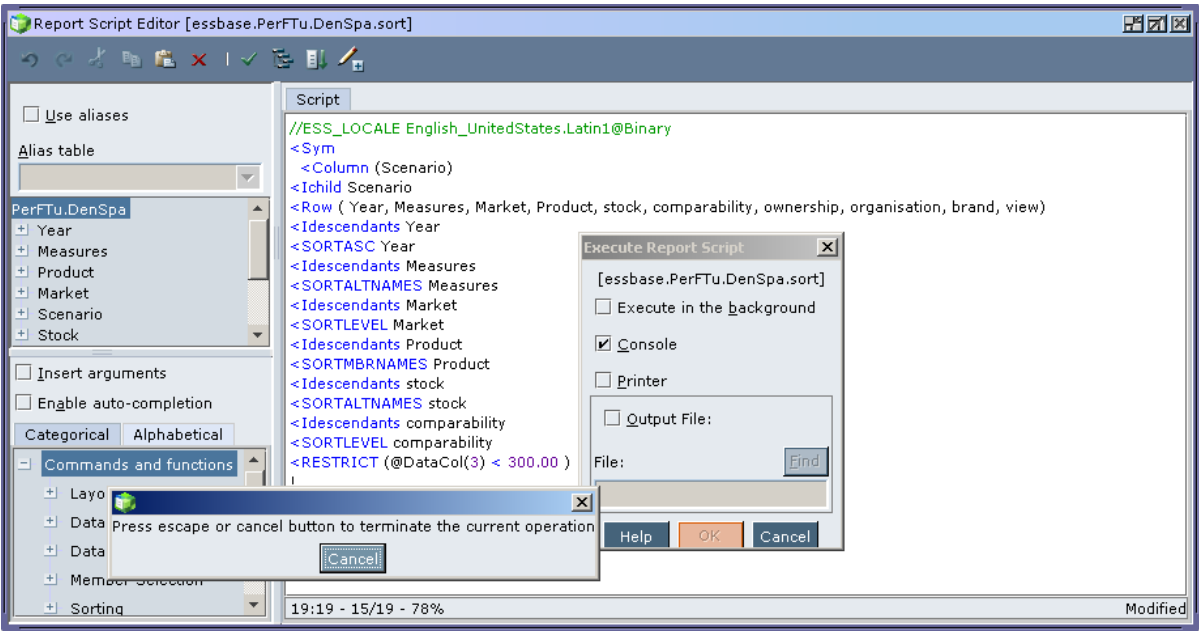 Report Script Editor [essbase.PerFTu.DenSpa.sort]
Use aliases
Alias table
PerFTu.DenSpa
Year
Measures
Product
Market
Scenario
Stock
Insert arguments
Enable auto-completion
Categorical Alphabetical
Commands and functions
Layo
Data
Data
Member Selection
Sorting
Script
//ESS_LOCALE English_UnitedStates.Latin1@Binary
<Sym
<Column (Scenario)
<Ichild Scenario
<Row ( Year, Measures, Market, Product, stock, comparability, ownership, organisation, brand, view)
<Idescendants Year
<SORTASC Year
<Idescendants Measures
<SORTALTNAMES Measures
<Idescendants Market
<SORTLEVEL Market
<Idescendants Product
<SORTMBRNAMES Product
<Idescendants stock
<SORTALTNAMES stock
<Idescendants comparability
<SORTLEVEL comparability
<RESTRICT (@DataCol(3) < 300.00 )
19:19 - 15/19 - 78%
Modified
Execute Report Script
[essbase.PerFTu.DenSpa.sort]
Execute in the background
Console
Printer
Output File:
File:
Find
Help OK Cancel
Press escape or cancel button to terminate the current operation
Cancel